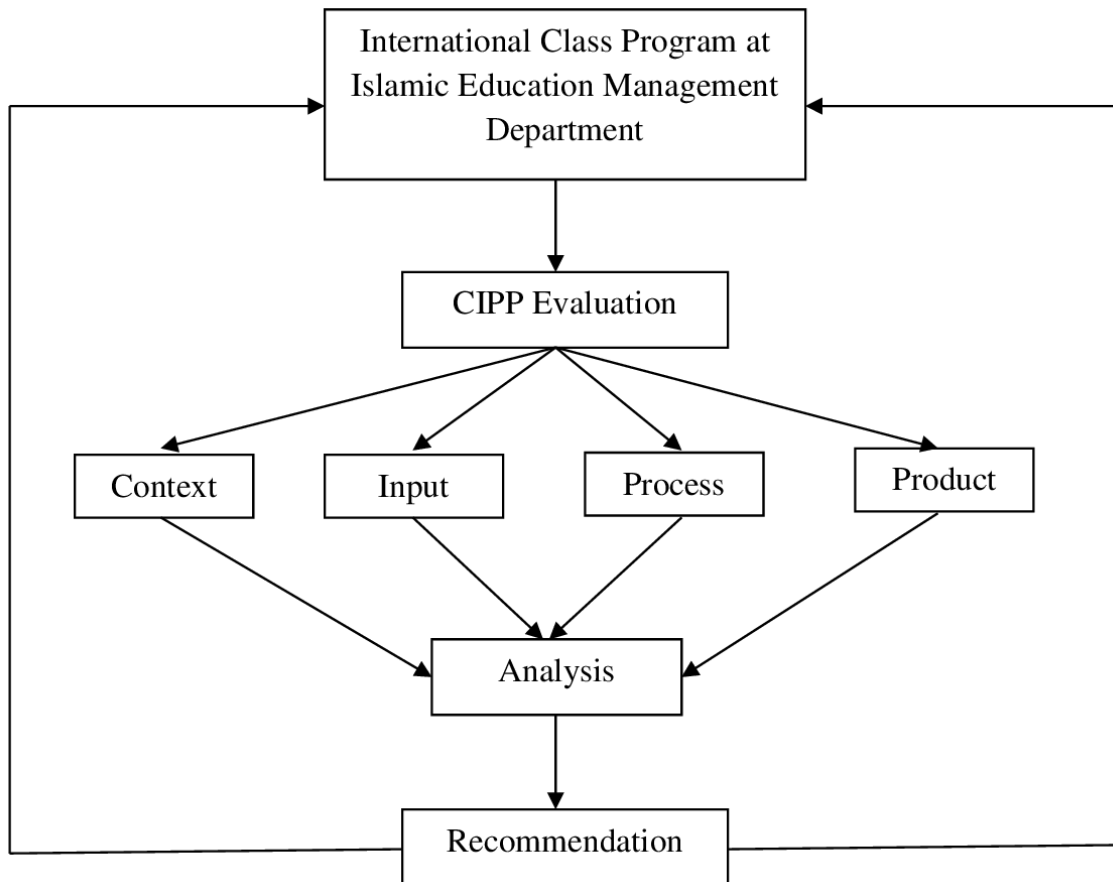 International Class Program at
Islamic Education Management
Department
CIPP Evaluation
Context
Input
Process
Product
Analysis
Recommendation